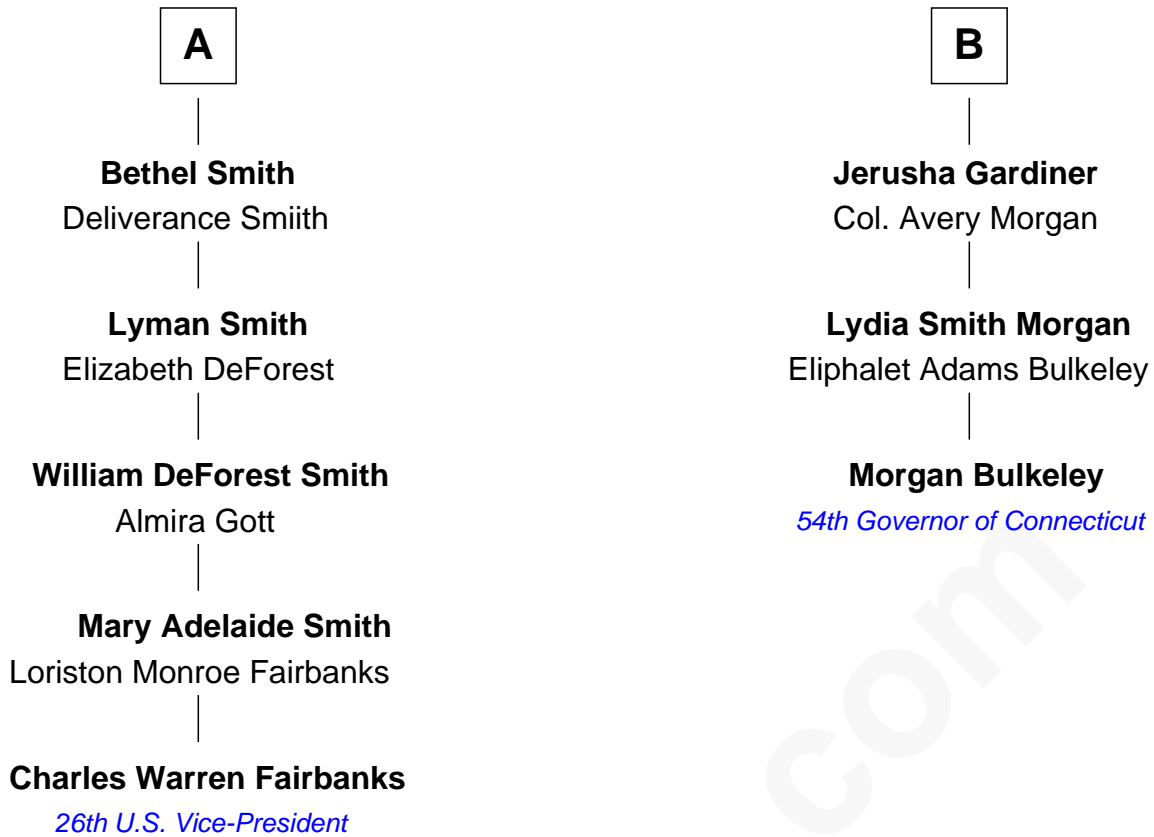 A
Bethel Smith
Deliverance Smiith
Lyman Smith
Elizabeth DeForest
William DeForest Smith
Almira Gott
Mary Adelaide Smith
Loriston Monroe Fairbanks
Charles Warren Fairbanks
26th U.S. Vice-President
B
Jerusha Gardiner
Col. Avery Morgan
Lydia Smith Morgan
Eliphalet Adams Bulkeley
Morgan Bulkeley
54th Governor of Connecticut
com